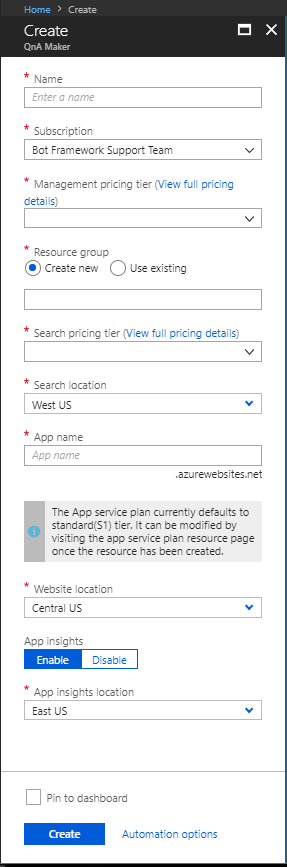 Home > Create
Create
QnA Maker
* Name
Enter a name
* Subscription
Bot Framework Support Team
* Management pricing tier (View full pricing
details)
* Resource group
Create new Use existing
* Search pricing tier (View full pricing details)
* Search location
West US
* App name
App name
.azurewebsites.net
The App service plan currently defaults to
standard(S1) tier. It can be modified by
visiting the app service plan resource page
once the resource has been created.
* Website location
Central US
App insights
Enable Disable
* App insights location
East US
Pin to dashboard
Create Automation options